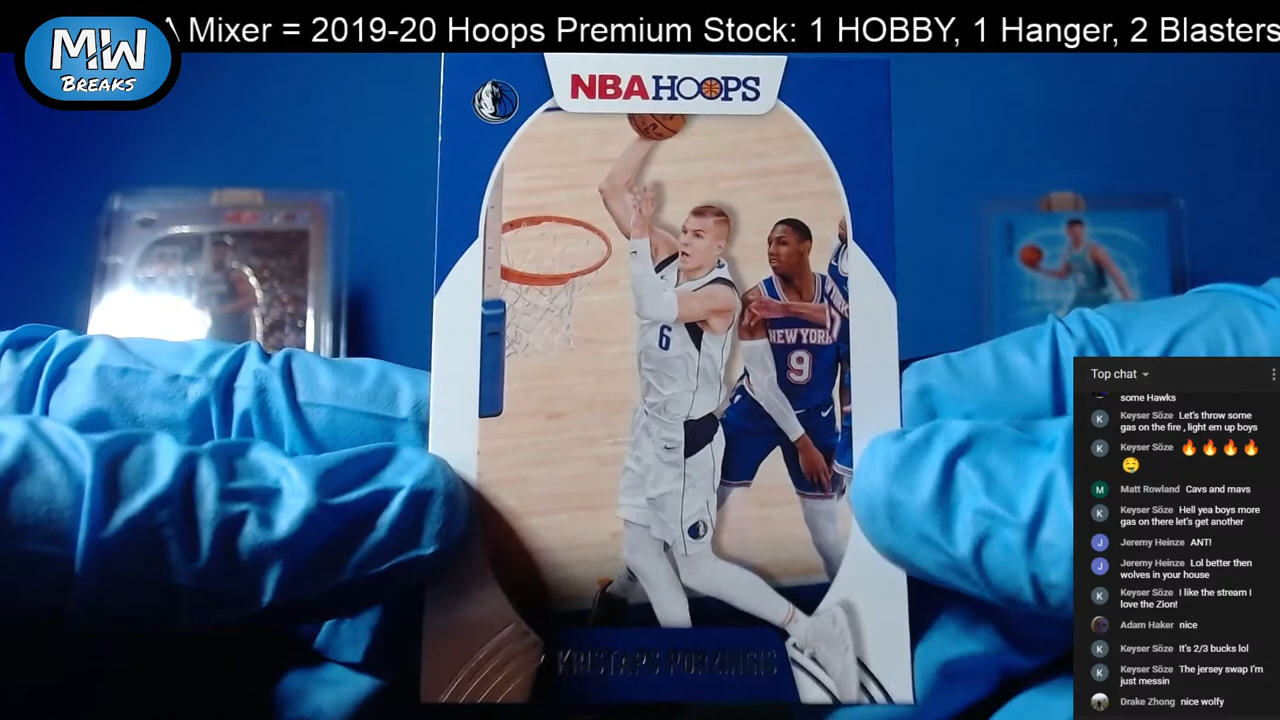 A Mixer = 2019-20 Hoops Premium Stock: 1 HOBBY, 1 Hanger, 2 Blasters
MW
BREAKS
NBA HOOPS
6
NEW YORK
9
KRISTAPS PORZINGIS
Top chat
some Hawks
Keyser Söze Let's throw some
gas on the fire , light em up boys
K
Keyser Söze 🔥🔥🔥🔥
K
🤤
M Matt Rowland Cavs and mavs
Keyser Söze Hell yea boys more
K
gas on there let's get another
J Jeremy Heinze ANT!
Jeremy Heinze Lol better then
J
wolves in your house
Keyser Söze I like the stream I
K
love the Zion!
Adam Haker nice
K Keyser Söze It's 2/3 bucks lol
Keyser Söze The jersey swap I'm
K
just messin
Drake Zhong nice wolfy